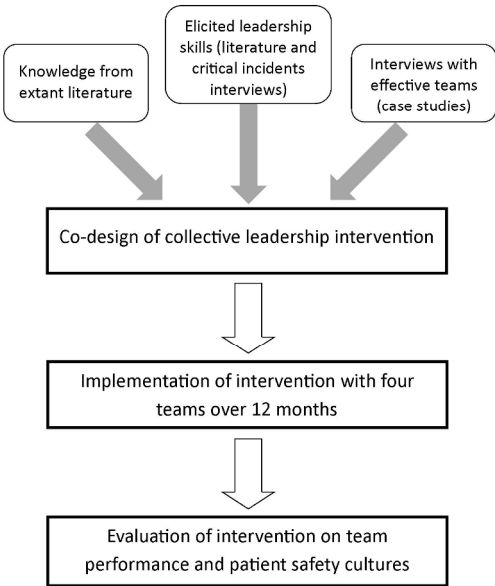 Knowledge from
extant literature
Elicited leadership
skills (literature and
critical incidents
interviews)
Interviews with
effective teams
(case studies)
Co-design of collective leadership intervention
Implementation of intervention with four
teams over 12 months
Evaluation of intervention on team
performance and patient safety cultures